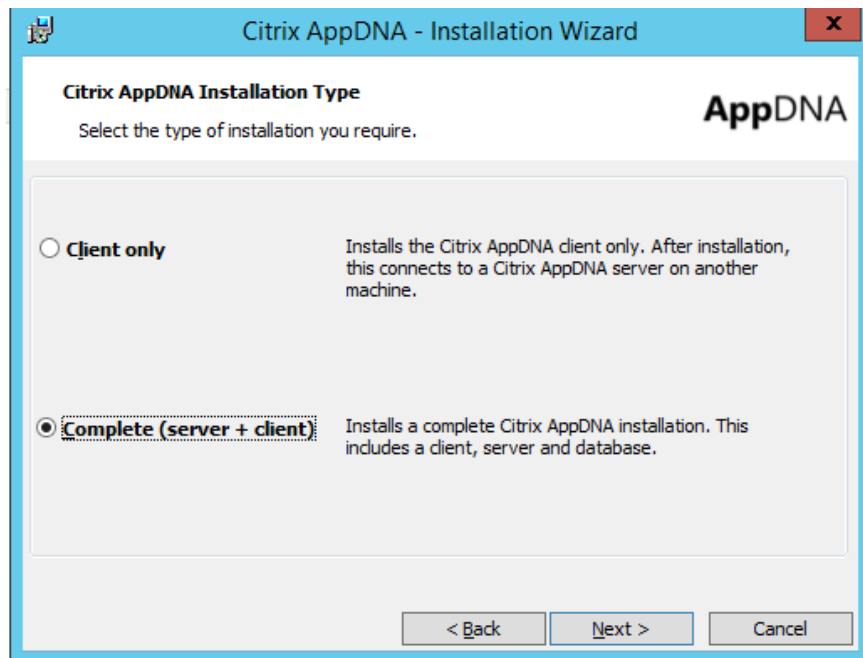 Citrix AppDNA - Installation Wizard
x
Citrix AppDNA Installation Type
Select the type of installation you require.
AppDNA
Client only
Installs the Citrix AppDNA client only. After installation,
this connects to a Citrix AppDNA server on another
machine.
Complete (server + client)
Installs a complete Citrix AppDNA installation. This
includes a client, server and database.
< Back
Next >
Cancel